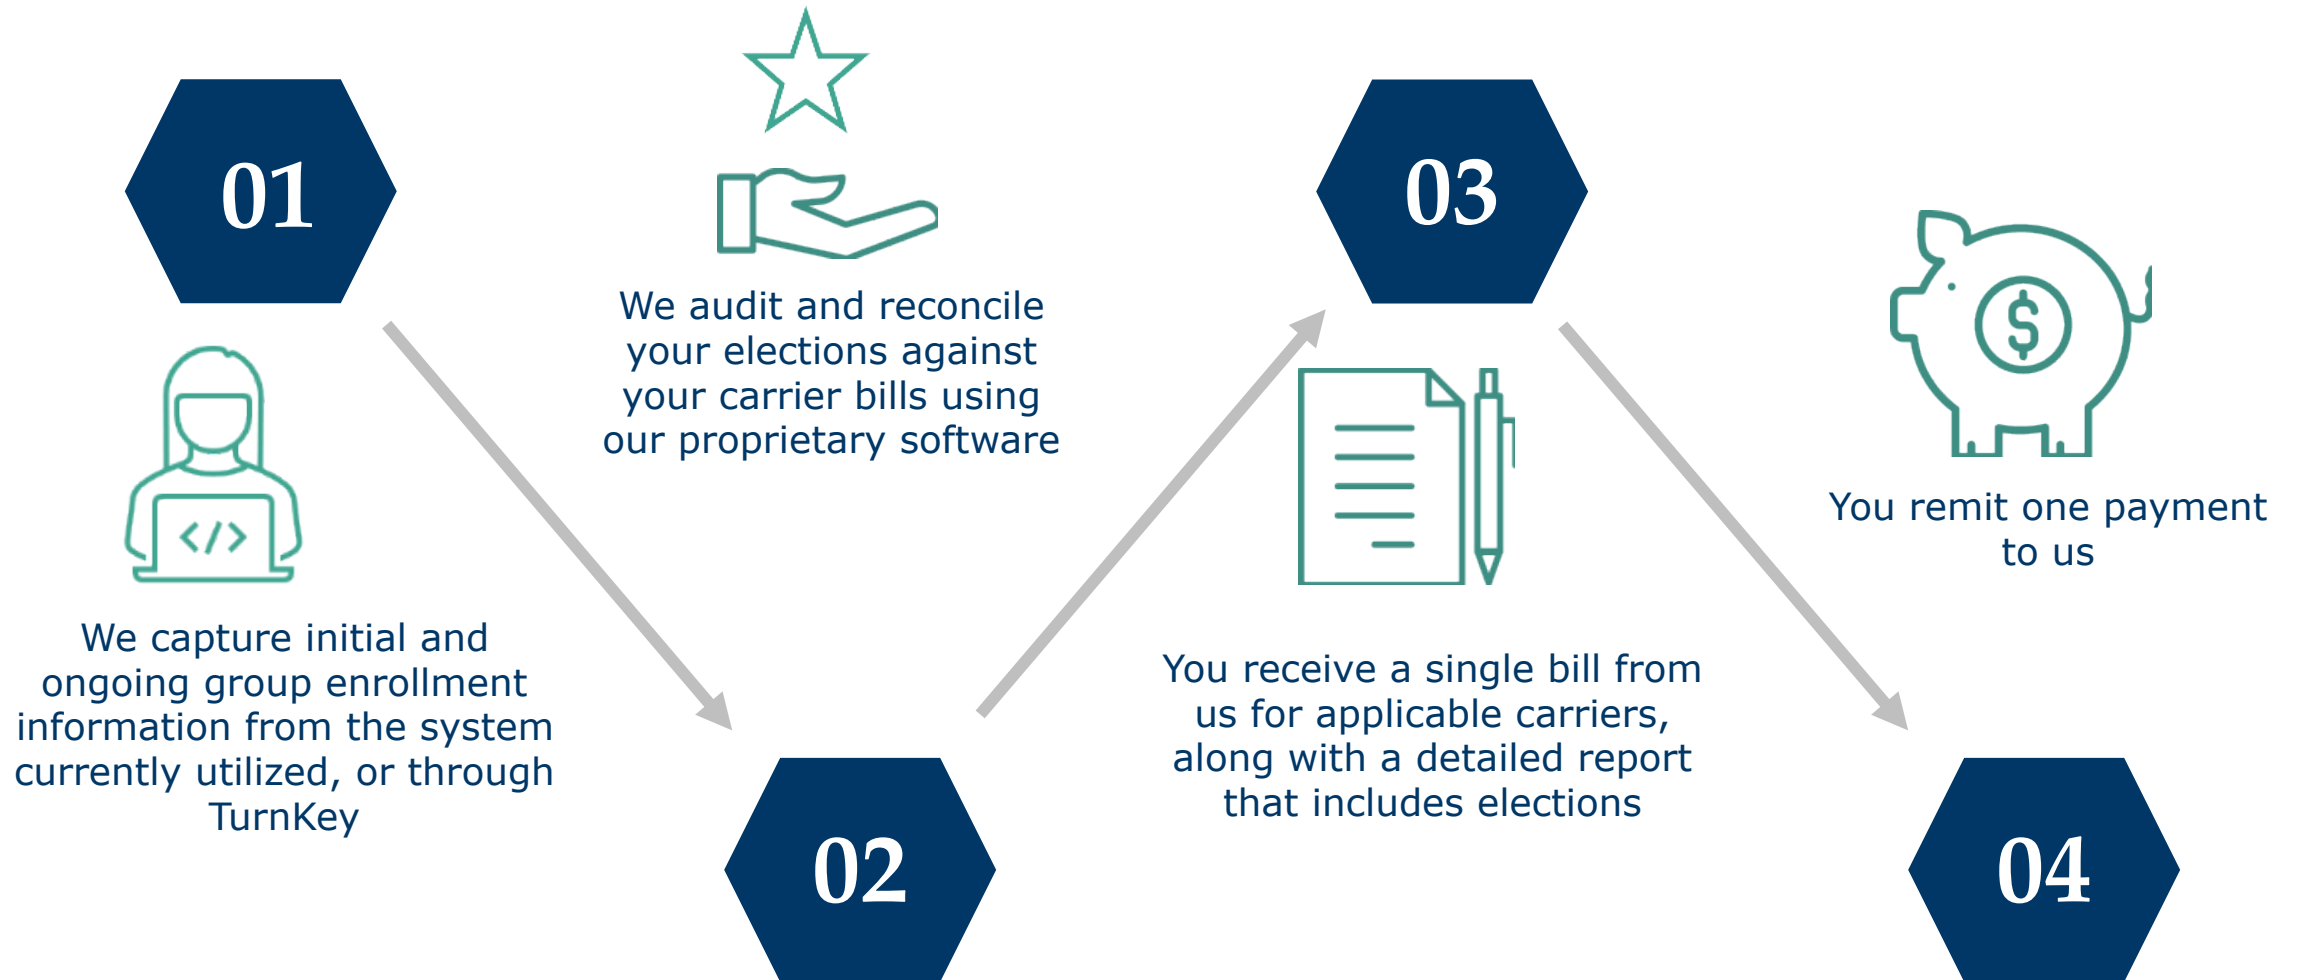 01
We capture initial and
ongoing group enrollment
information from the system
currently utilized, or through
TurnKey
We audit and reconcile
your elections against
your carrier bills using
our proprietary software
02
03
You receive a single bill from
us for applicable carriers,
along with a detailed report
that includes elections
$
You remit one payment
to us
04